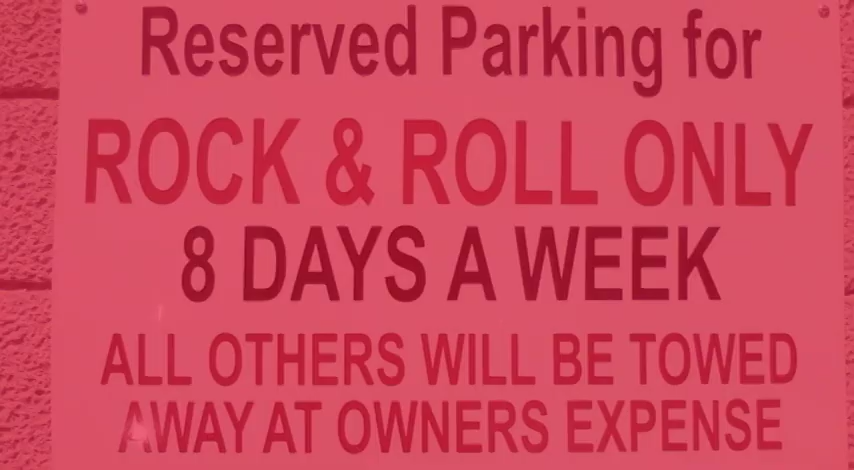 Reserved Parking for
ROCK & ROLL ONLY
8 DAYS A WEEK
ALL OTHERS WILL BE TOWED
AWAY AT OWNERS EXPENSE